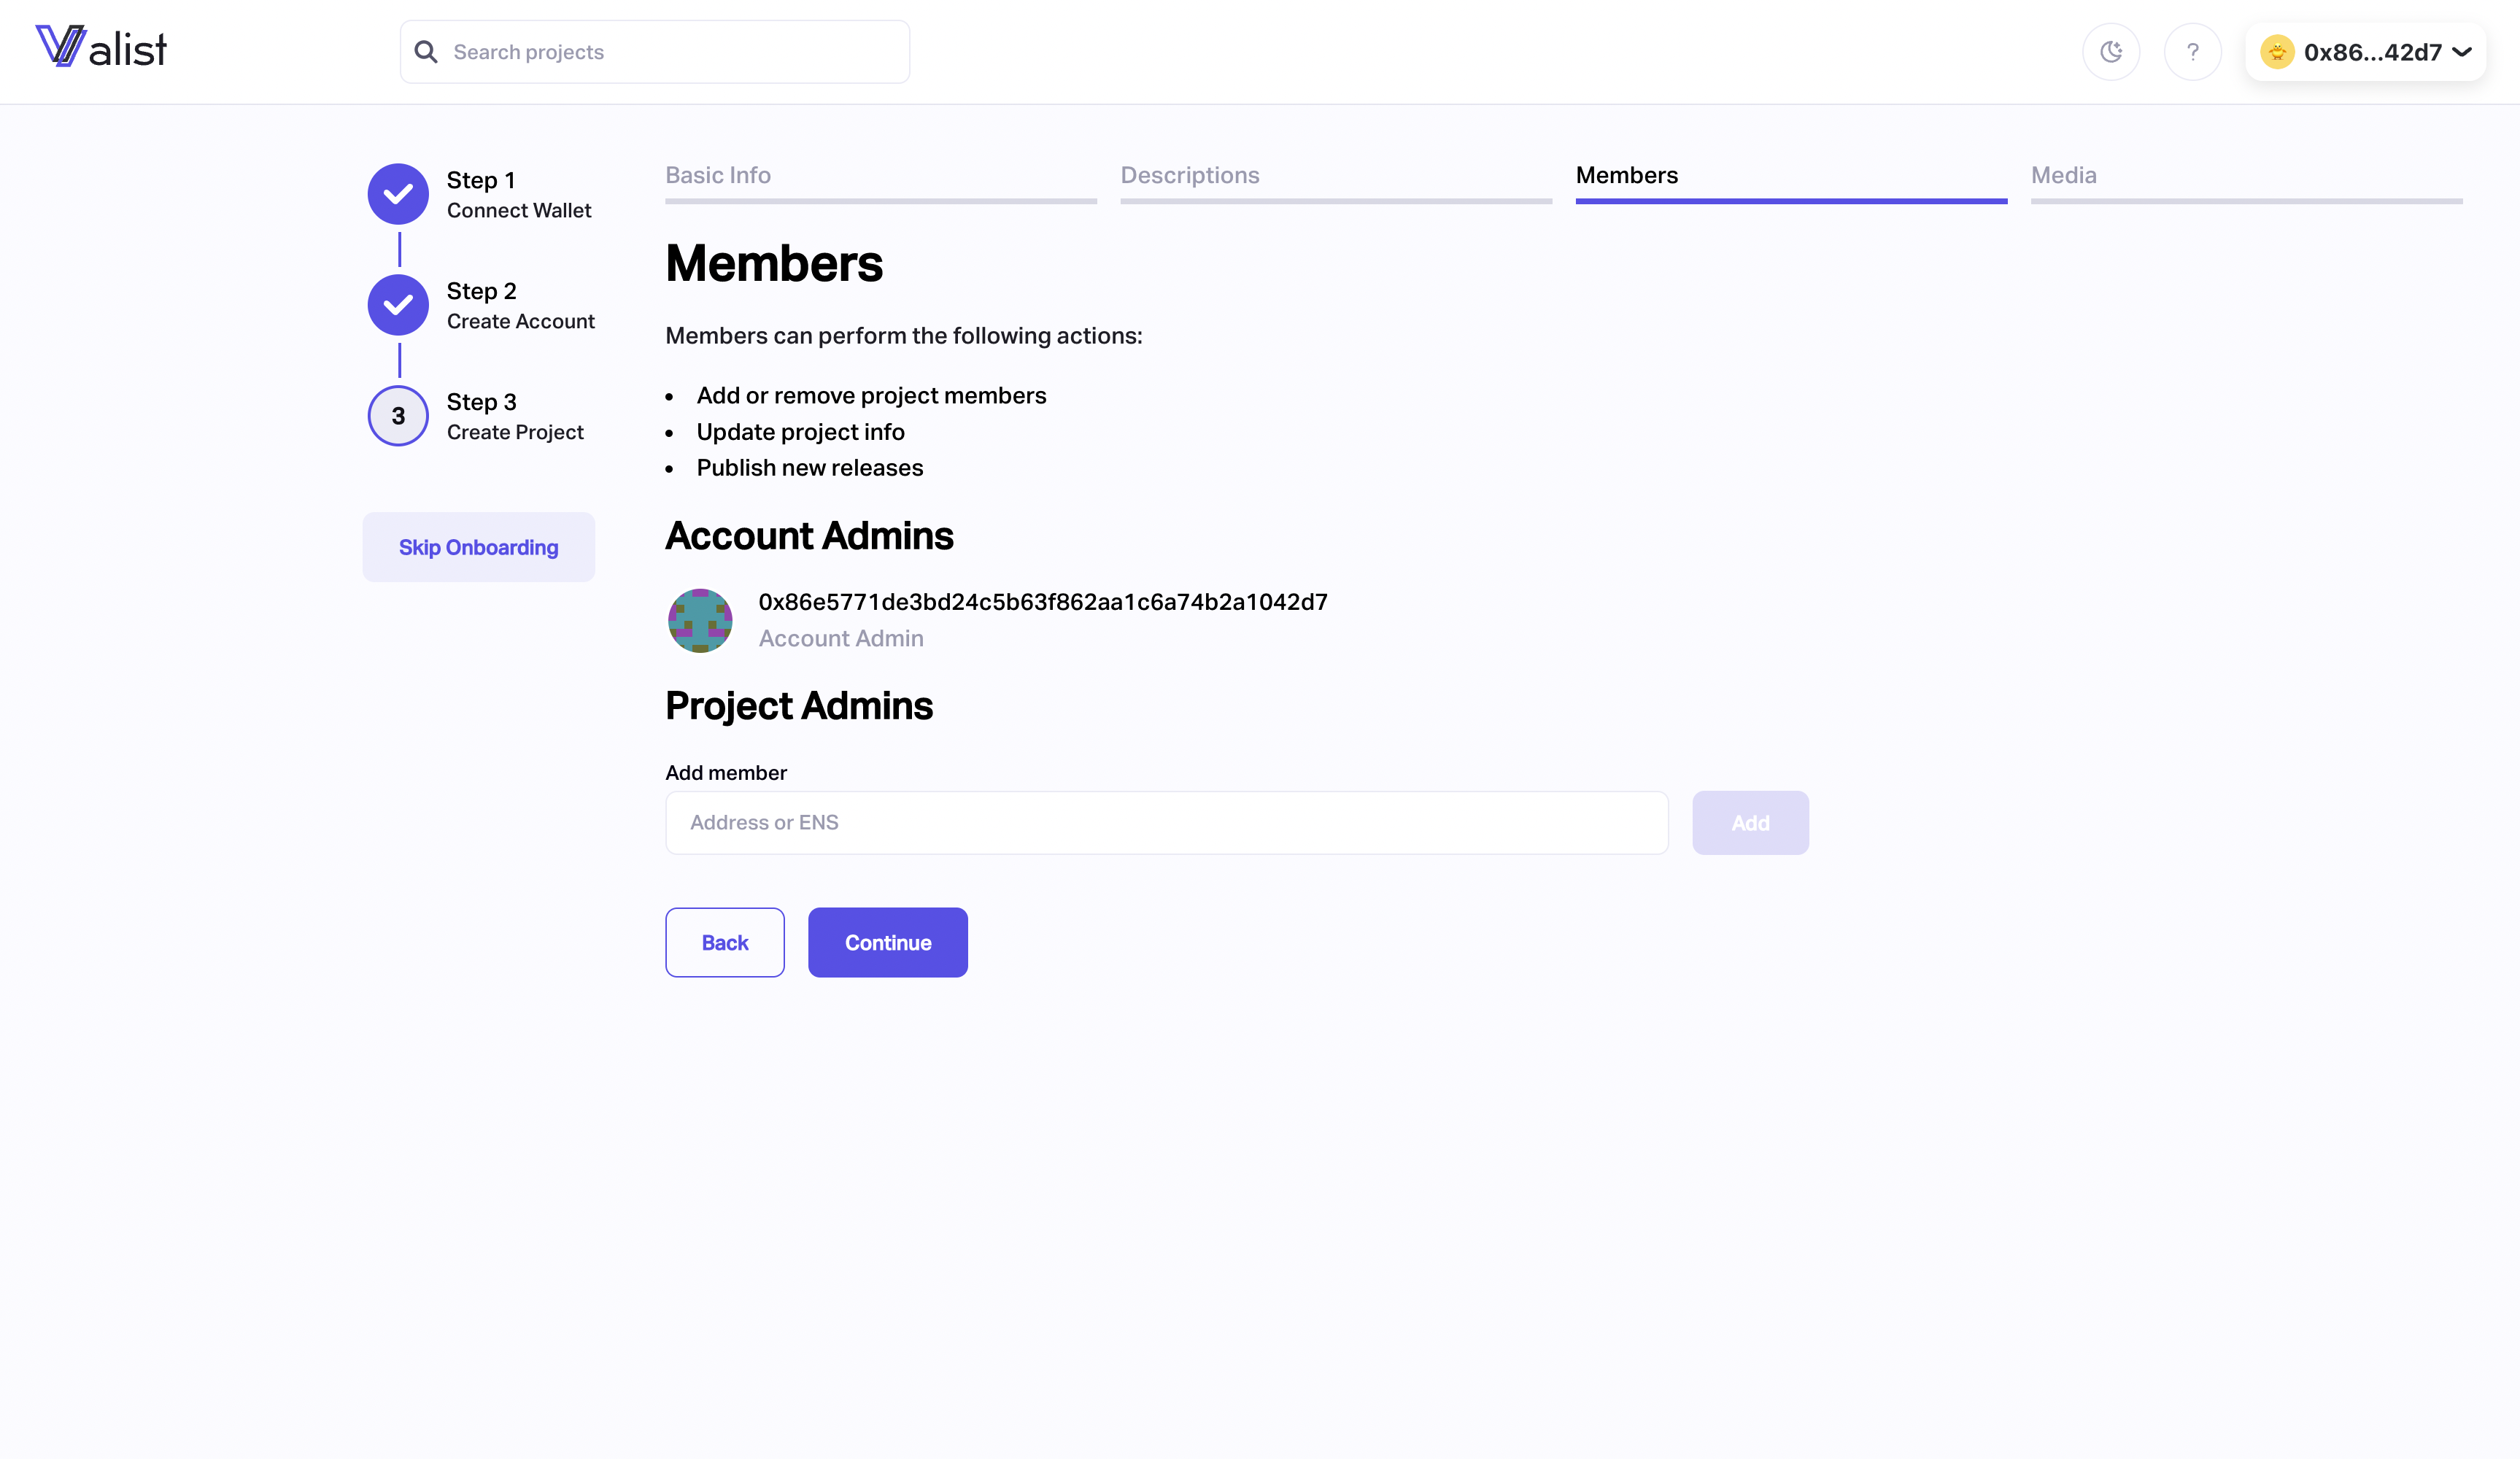 Valist
Search projects
?
0x86...42d7
Step 1
Connect Wallet
Step 2
Create Account
3
Step 3
Create Project
Skip Onboarding
Basic Info
Descriptions
Members
Media
Members
Members can perform the following actions:
• Add or remove project members
• Update project info
• Publish new releases
Account Admins
0x86e5771de3bd24c5b63f862aa1c6a74b2a1042d7
Account Admin
Project Admins
Add member
Address or ENS
Add
Back
Continue